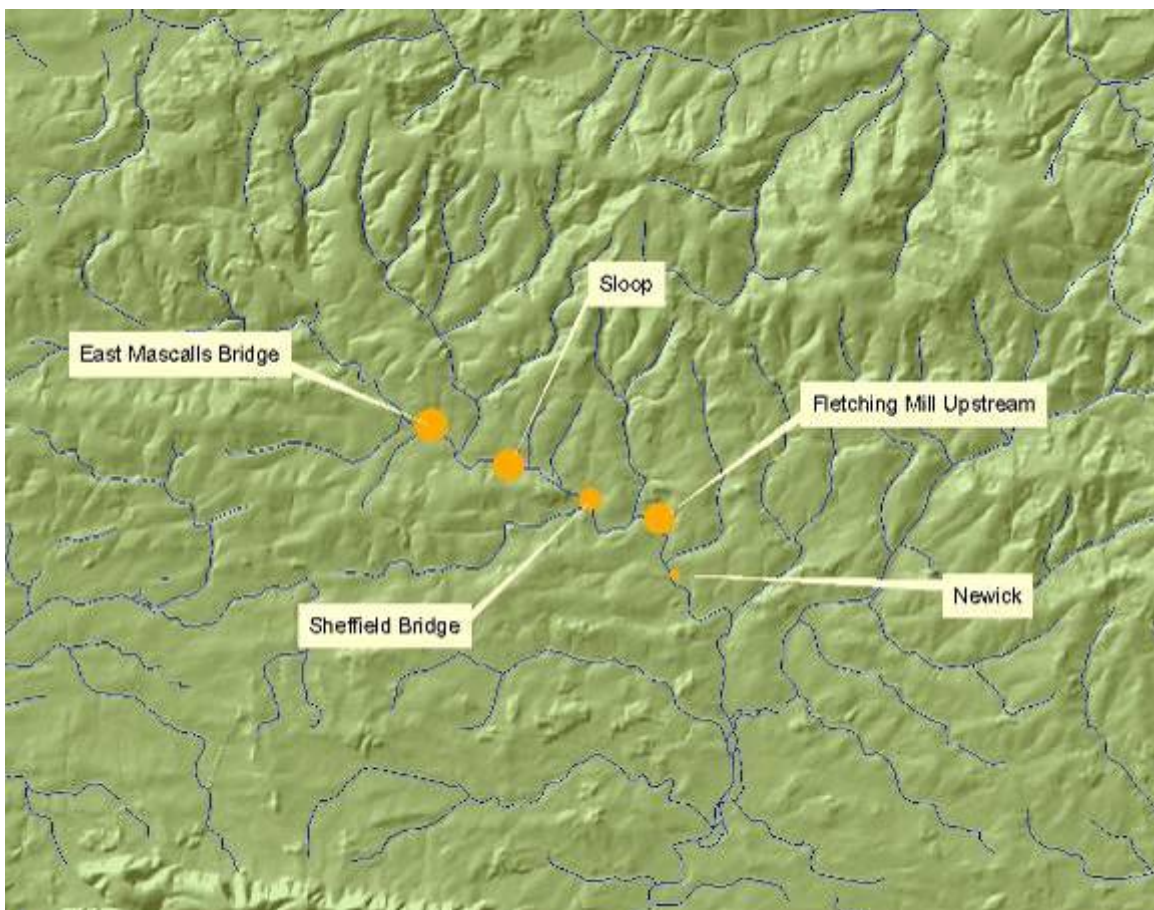 Sloop
East Mascalls Bridge
Fletching Mill Upstream
Newick
Sheffield Bridge